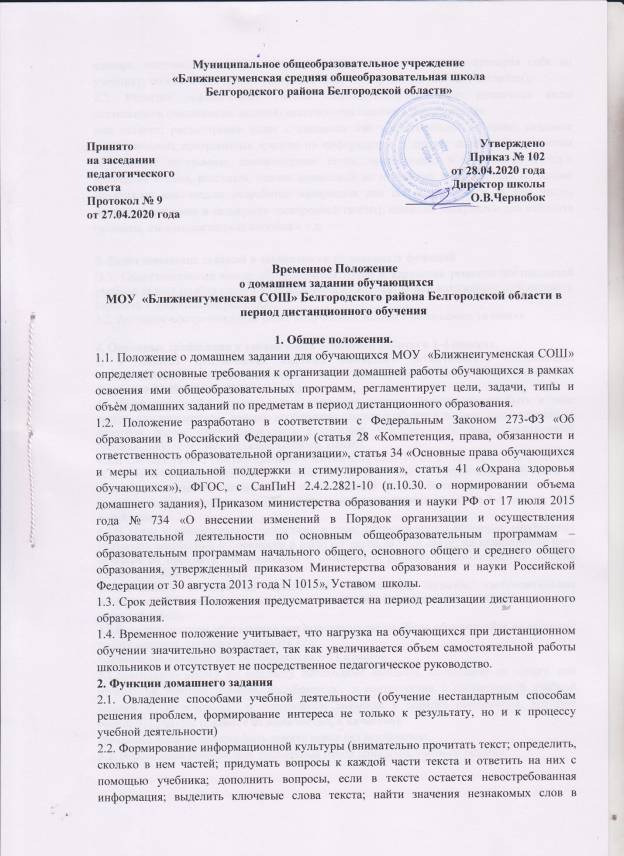 Муниципальное общеобразовательное учреждение
«Ближнеигуменская средняя общеобразовательная школа
Белгородского района Белгородской области»
Принято
на заседании
педагогического
совета
Протокол № 9
от 27.04.2020 года
Утверждено
Приказ № 102
от 28.04.2020 года
Директор школы
О.В.Чернобок
Временное Положение
о домашнем задании обучающихся
МОУ «Ближнеигуменская СОШ» Белгородского района Белгородской области в
период дистанционного обучения
1. Общие положения.
1.1. Положение о домашнем задании для обучающихся МОУ «Ближнеигуменская СОШ»
определяет основные требования к организации домашней работы обучающихся в рамках
освоения ими общеобразовательных программ, регламентирует цели, задачи, типы и
объём домашних заданий по предметам в период дистанционного образования.
1.2. Положение разработано в соответствии с Федеральным Законом 273-ФЗ «Об
образовании в Российский Федерации» (статья 28 «Компетенция, права, обязанности и
ответственность образовательной организации», статья 34 «Основные права обучающихся
и меры их социальной поддержки и стимулирования», статья 41 «Охрана здоровья
обучающихся»), ФГОС, с СанПиН 2.4.2.2821-10 (п.10.30. о нормировании объема
домашнего задания), Приказом министерства образования и науки РФ от 17 июля 2015
года № 734 «О внесении изменений в Порядок организации и осуществления
образовательной деятельности по основным общеобразовательным программам –
образовательным программам начального общего, основного общего и среднего общего
образования, утвержденный приказом Министерства образования и науки Российской
Федерации от 30 августа 2013 года N 1015», Уставом школы.
1.3. Срок действия Положения предусматривается на период реализации дистанционного
образования.
1.4. Временное положение учитывает, что нагрузка на обучающихся при дистанционном
обучении значительно возрастает, так как увеличивается объем самостоятельной работы
школьников и отсутствует не посредственное педагогическое руководство.
2. Функции домашнего задания
2.1. Овладение способами учебной деятельности (обучение нестандартным способам
решения проблем, формирование интереса не только к результату, но и к процессу
учебной деятельности)
2.2. Формирование информационной культуры (внимательно прочитать текст; определить,
сколько в нем частей; придумать вопросы к каждой части текста и ответить на них с
помощью учебника; дополнить вопросы, если в тексте остается невостребованная
информация; выделить ключевые слова текста; найти значения незнакомых слов в